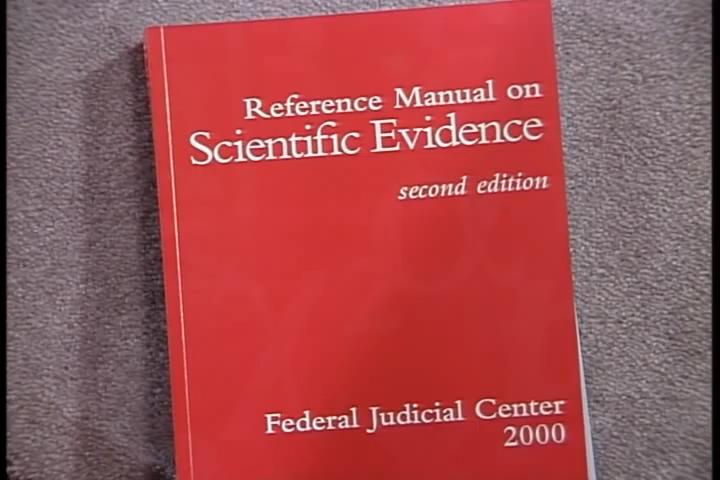 Reference Manual on
Scientific Evidence
second edition
Federal Judicial Center
2000